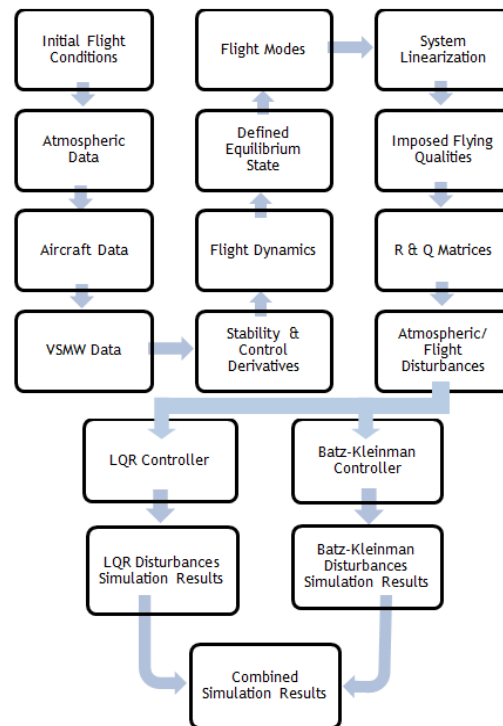 Initial Flight
Conditions
Atmospheric
Data
Aircraft Data
VSMW Data
Stability &
Control
Derivatives
Flight Dynamics
Defined
Equilibrium
State
Flight Modes
System
Linearization
Imposed Flying
Qualities
R & Q Matrices
Atmospheric/
Flight
Disturbances
LQR Controller
Batz-Kleinman
Controller
LQR Disturbances
Simulation Results
Batz-Kleinman
Disturbances
Simulation Results
Combined
Simulation Results